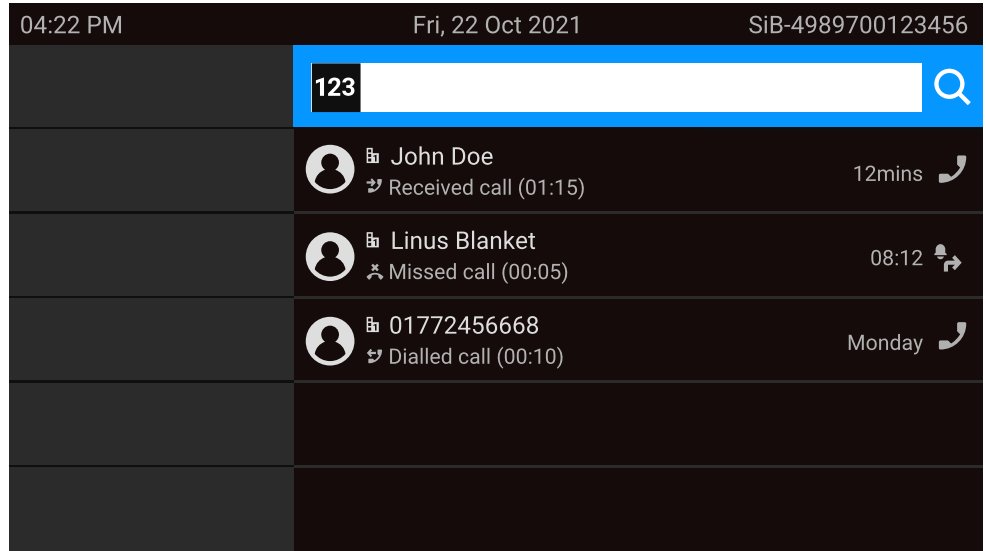 04:22 PM Fri, 22 Oct 2021 SiB-4989700123456
123
John Doe
Received call (01:15) 12mins
Linus Blanket
Missed call (00:05) 08:12
01772456668
Dialled call (00:10) Monday